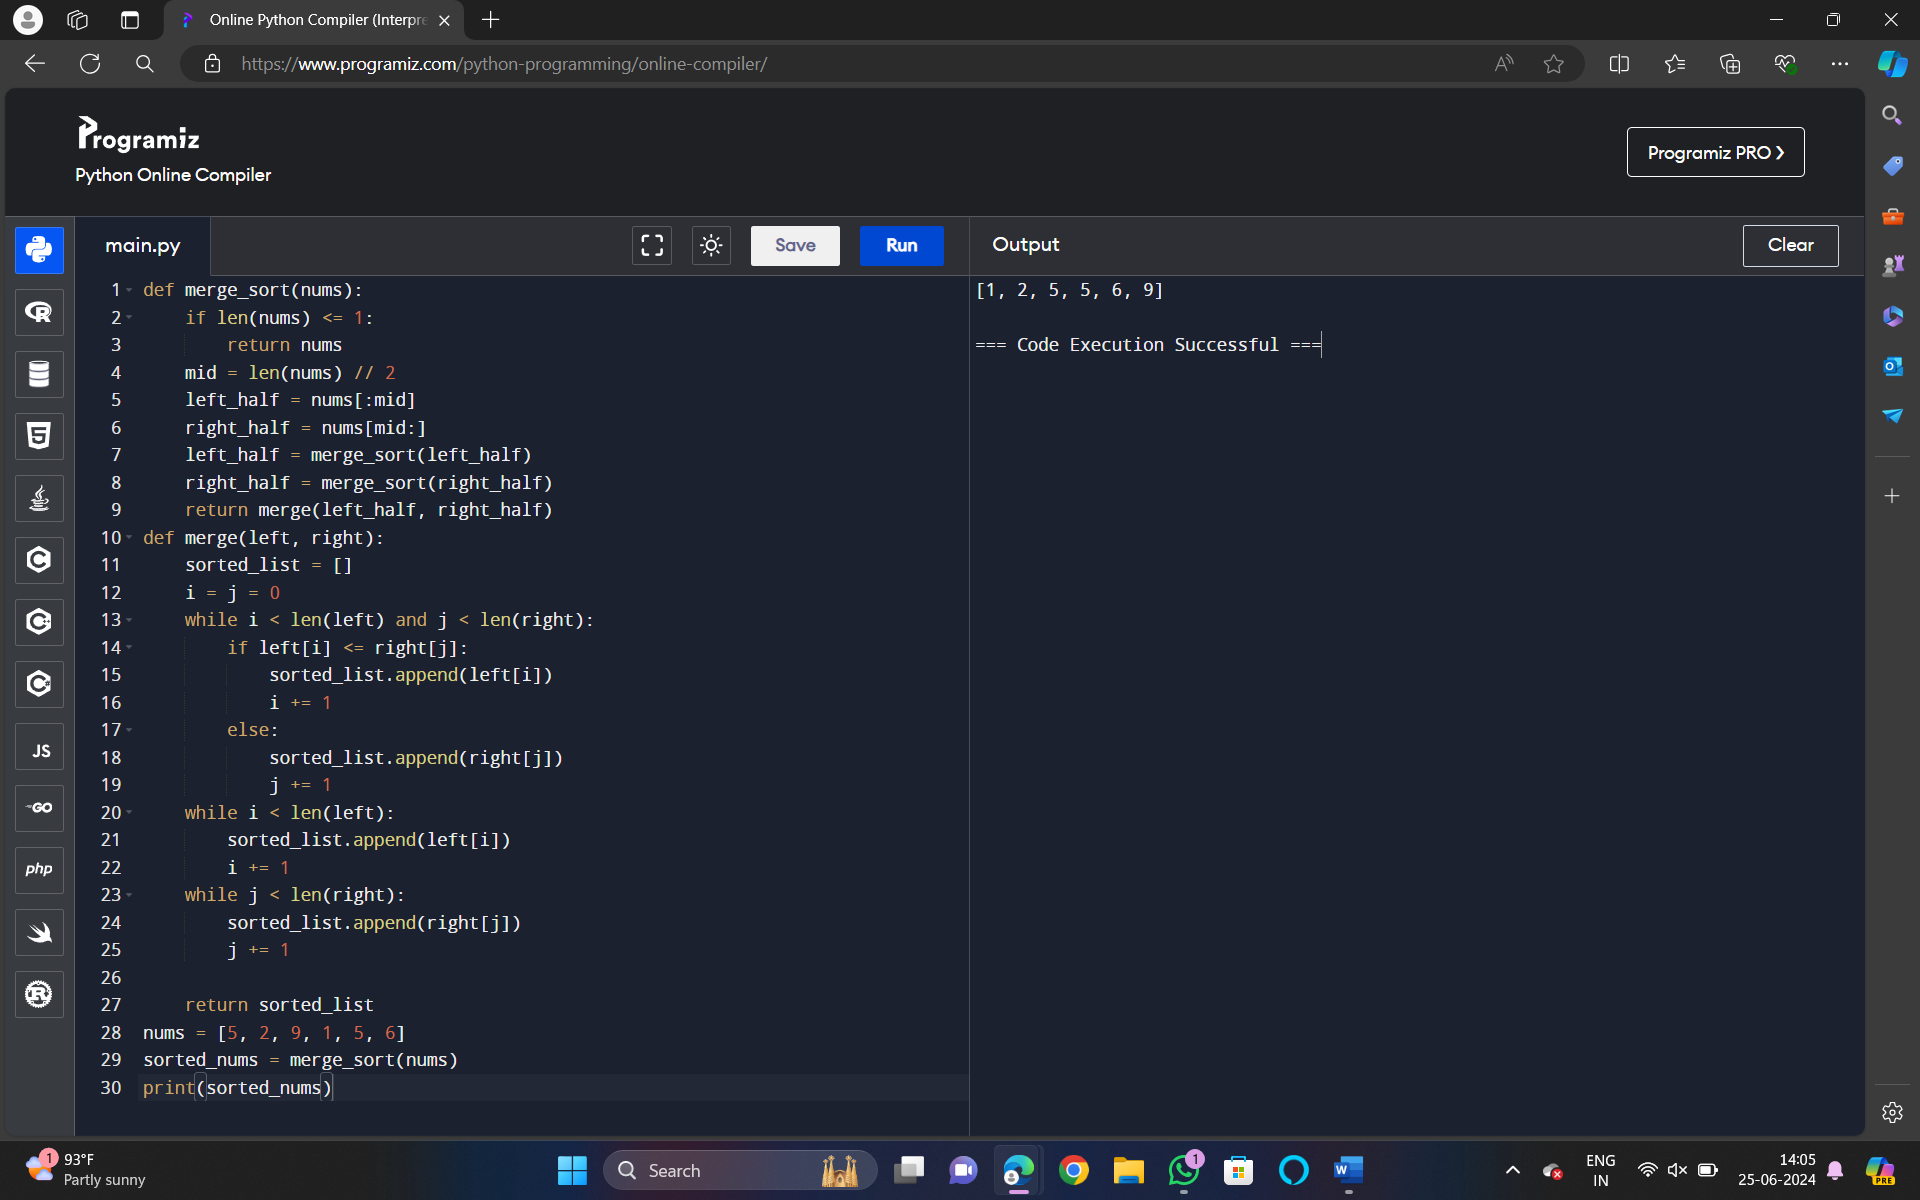 Online Python Compiler (Interpre
https://www.programiz.com/python-programming/online-compiler/
Programiz
Python Online Compiler
Programiz PRO ❯
main.py
Save
Run
Output
Clear
1 def merge_sort(nums):
2     if len(nums) <= 1:
3         return nums
4     mid = len(nums) // 2
5     left_half = nums[:mid]
6     right_half = nums[mid:]
7     left_half = merge_sort(left_half)
8     right_half = merge_sort(right_half)
9     return merge(left_half, right_half)
10 def merge(left, right):
11     sorted_list = []
12     i = j = 0
13     while i < len(left) and j < len(right):
14         if left[i] <= right[j]:
15             sorted_list.append(left[i])
16             i += 1
17         else:
18             sorted_list.append(right[j])
19             j += 1
20     while i < len(left):
21         sorted_list.append(left[i])
22         i += 1
23     while j < len(right):
24         sorted_list.append(right[j])
25         j += 1
26
27     return sorted_list
28 nums = [5, 2, 9, 1, 5, 6]
29 sorted_nums = merge_sort(nums)
30 print(sorted_nums)
[1, 2, 5, 5, 6, 9]
=== Code Execution Successful ===
R
5
C
C
C
JS
GO
php
R
1
93°F
Partly sunny
Search
1
W
ENG
IN
14:05
25-06-2024
PRE